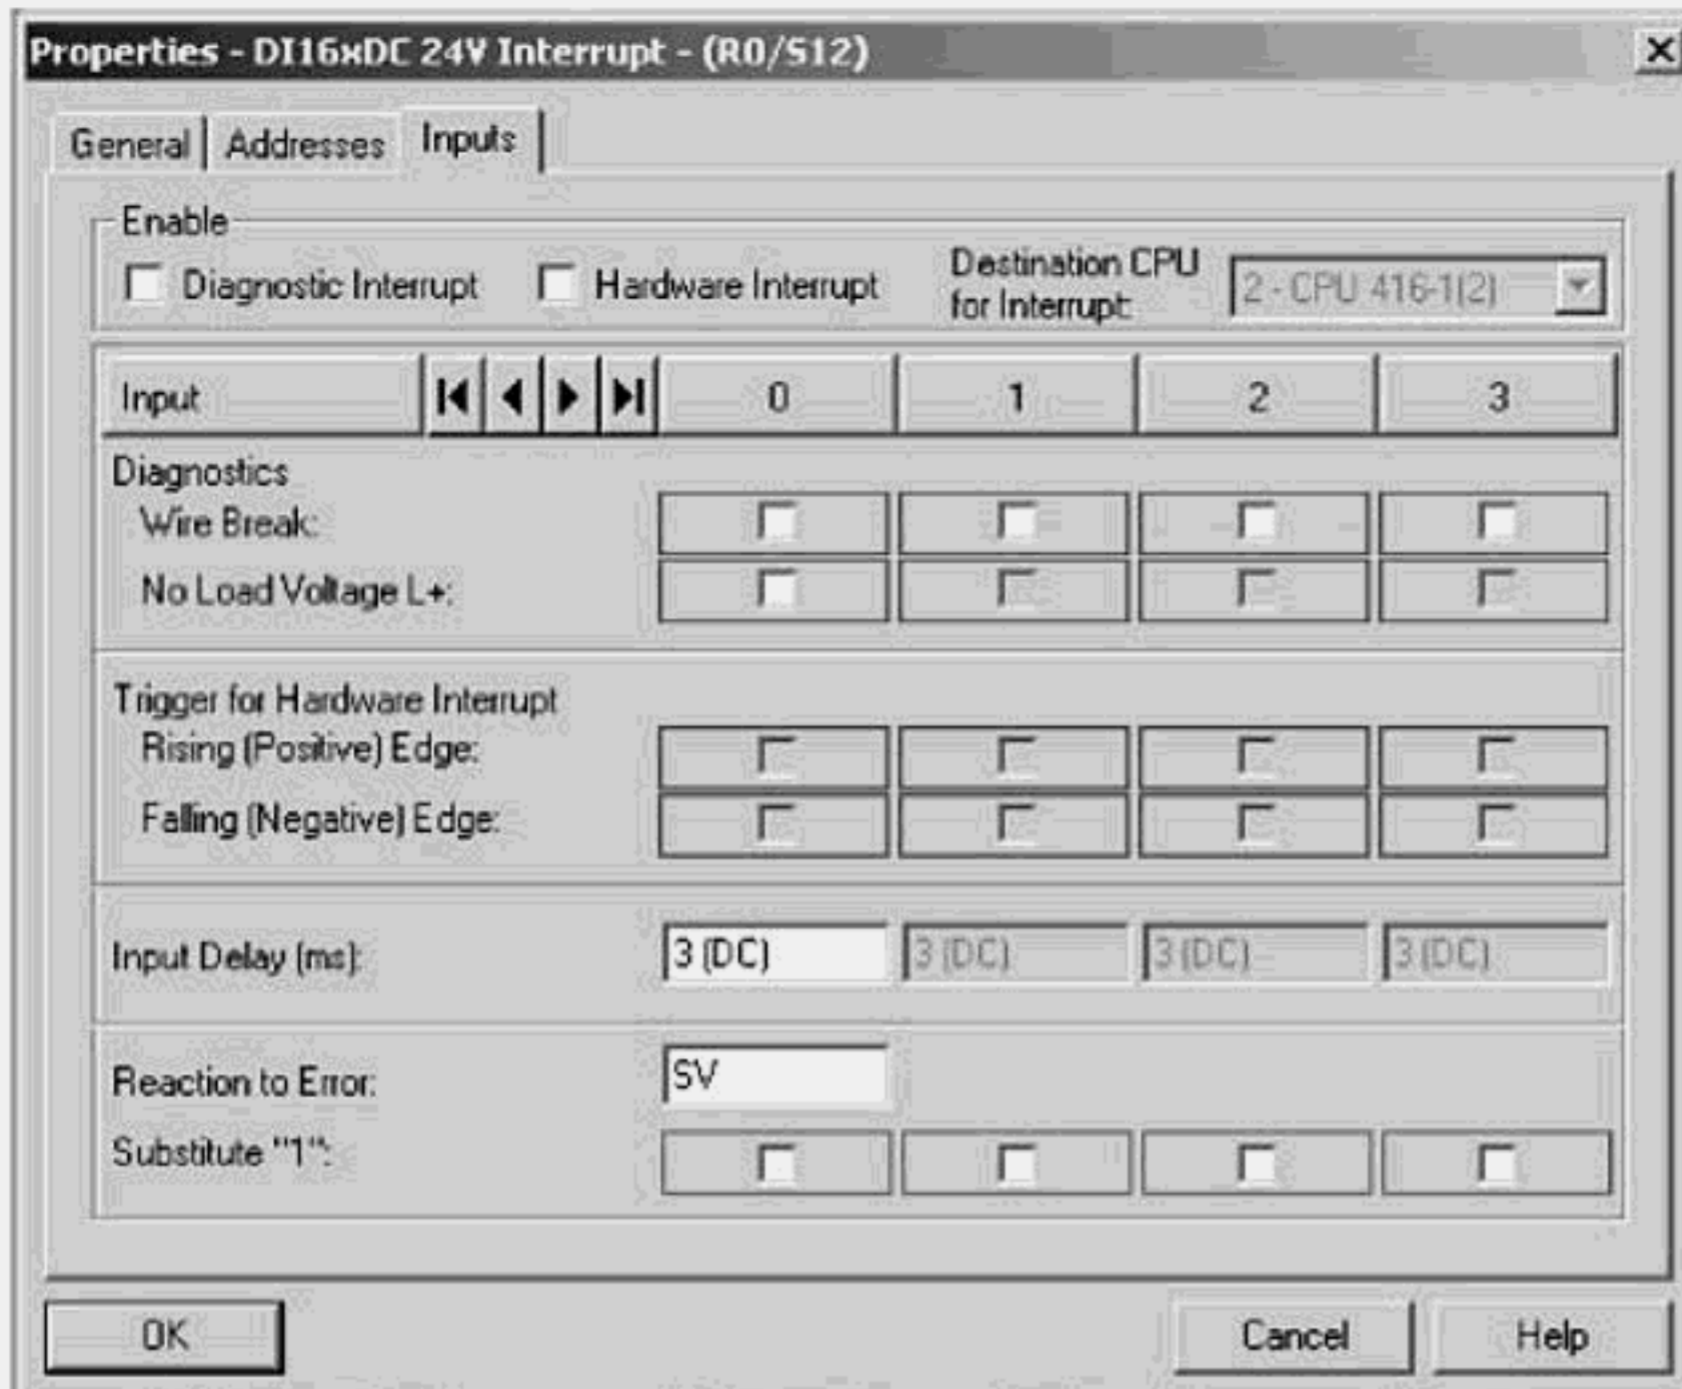 Properties - DI16xDC 24V Interrupt - (R0/S12)
General Addresses Inputs
Enable
Diagnostic Interrupt Hardware Interrupt Destination CPU for Interrupt: 2 - CPU 416-1(2)
Input 0 1 2 3
Diagnostics
Wire Break:
No Load Voltage L+:
Trigger for Hardware Interrupt
Rising (Positive) Edge:
Falling (Negative) Edge:
Input Delay (ms): 3 (DC) 3 (DC) 3 (DC) 3 (DC)
Reaction to Error: SV
Substitute "1":
OK Cancel Help